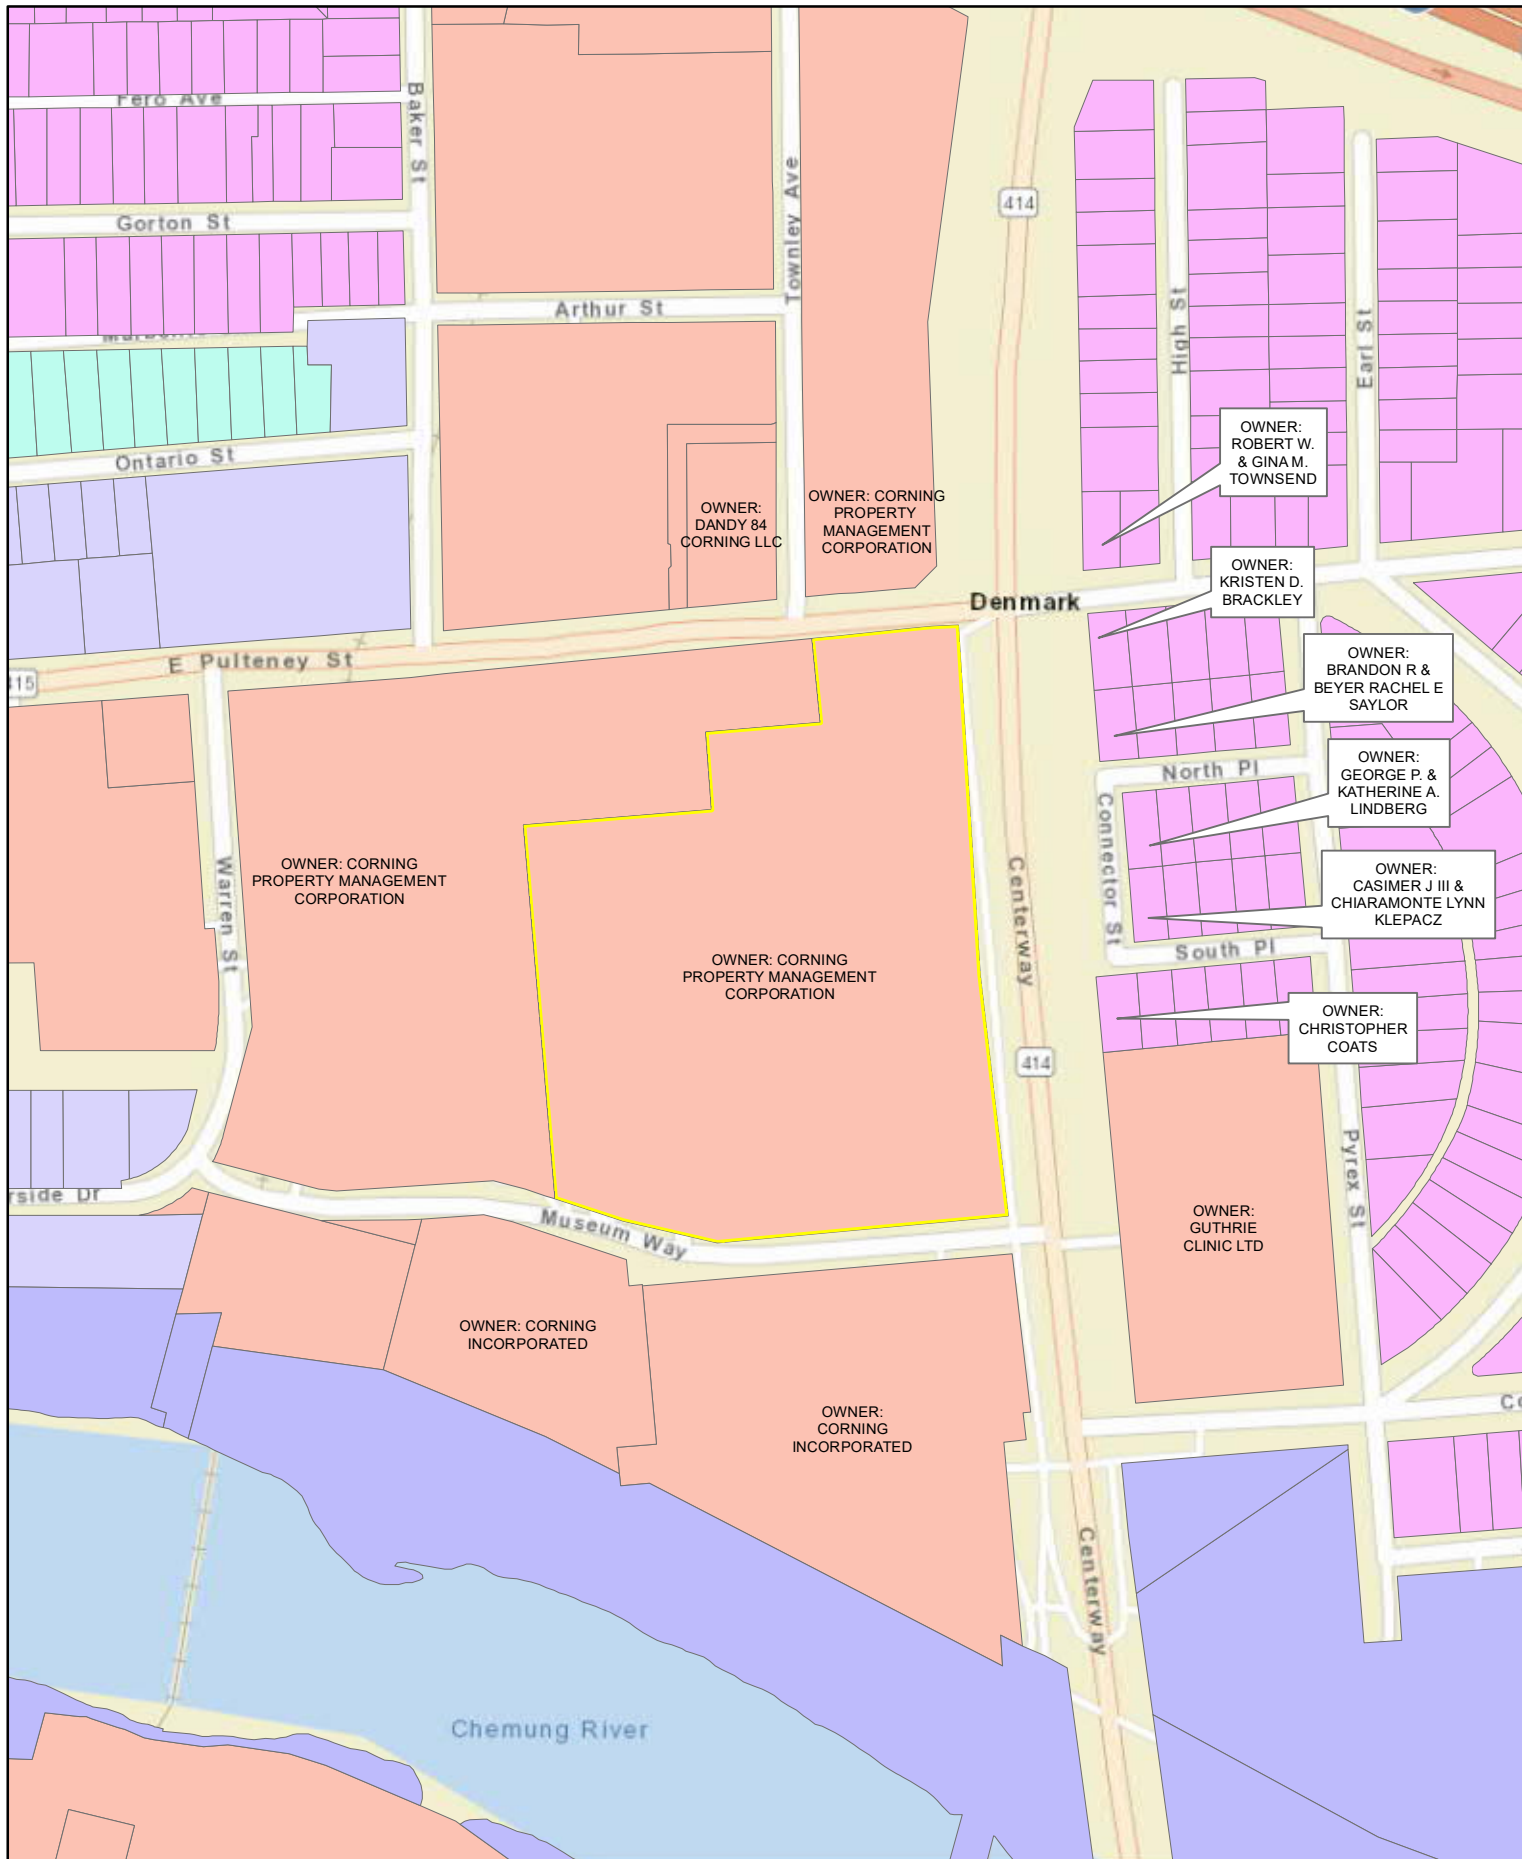 Fero Ave
Baker St
Gorton St
Townley Ave
414
Arthur St
High St
Earl St
Ontario St
OWNER:
ROBERT W.
& GINA M.
TOWNSEND
OWNER:
DANDY 84
CORNING LLC
OWNER: CORNING
PROPERTY
MANAGEMENT
CORPORATION
OWNER:
KRISTEN D.
BRACKLEY
Denmark
E Pulteney St
OWNER:
BRANDON R &
BEYER RACHEL E
SAYLOR
North Pl
OWNER:
GEORGE P. &
KATHERINE A.
LINDBERG
Connector St
Warren St
OWNER: CORNING
PROPERTY MANAGEMENT
CORPORATION
Centerway
OWNER:
CASIMER J III &
CHIARAMONTE LYNN
KLEPACZ
South Pl
OWNER: CORNING
PROPERTY MANAGEMENT
CORPORATION
OWNER:
CHRISTOPHER
COATS
414
Pyrex St
rside Dr
Museum Way
OWNER:
GUTHRIE
CLINIC LTD
OWNER: CORNING
INCORPORATED
OWNER:
CORNING
INCORPORATED
Centerway
Chemung River